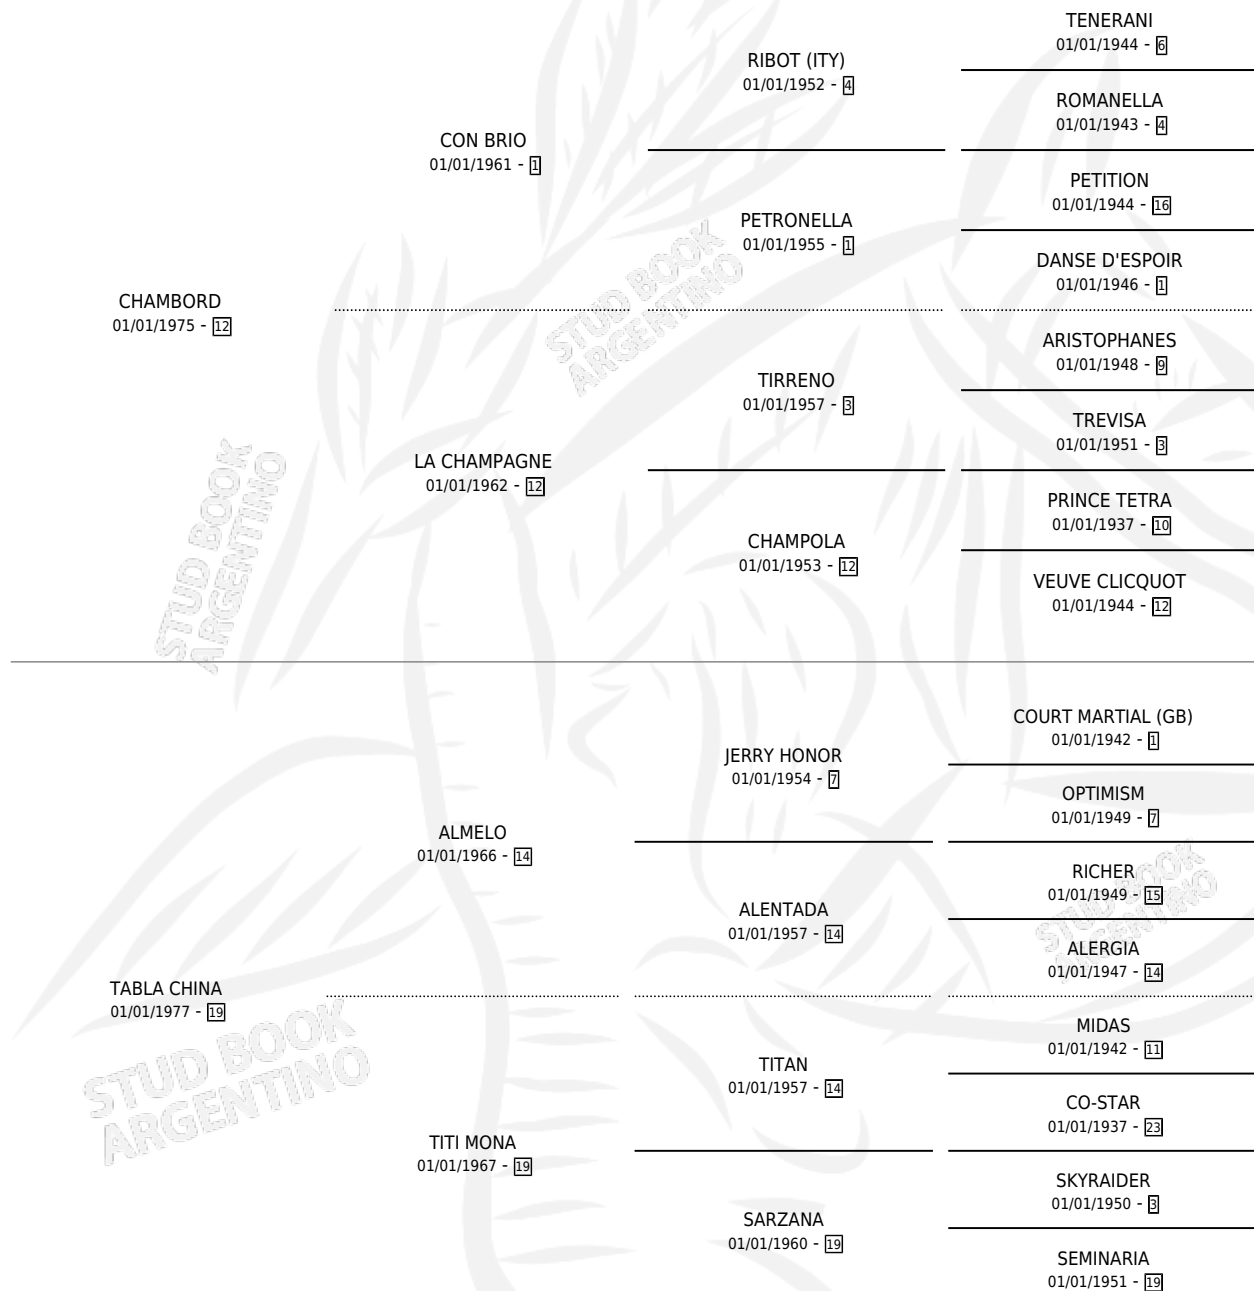 TENERANI
01/01/1944 - 6
RIBOT (ITY)
01/01/1952 - 4
ROMANELLA
01/01/1943 - 4
CON BRIO
01/01/1961 - 1
PETITION
01/01/1944 - 16
PETRONELLA
01/01/1955 - 1
DANSE D'ESPOIR
01/01/1946 - 1
CHAMBORD
01/01/1975 - 12
STUD BOOK
ARGENTINO
ARISTOPHANES
01/01/1948 - 9
TIRRENO
01/01/1957 - 3
TREVISA
01/01/1951 - 3
LA CHAMPAGNE
01/01/1962 - 12
PRINCE TETRA
01/01/1937 - 10
CHAMPOLA
01/01/1953 - 12
VEUVE CLICQUOT
01/01/1944 - 12
STUD BOOK
ARGENTINO
COURT MARTIAL (GB)
01/01/1942 - 1
JERRY HONOR
01/01/1954 - 7
OPTIMISM
01/01/1949 - 7
ALMELO
01/01/1966 - 14
RICHER
01/01/1949 - 15
ALENTADA
01/01/1957 - 14
ALERGIA
01/01/1947 - 14
STUD BOOK
ARGENTINO
TABLA CHINA
01/01/1977 - 19
MIDAS
01/01/1942 - 11
TITAN
01/01/1957 - 14
CO-STAR
01/01/1937 - 23
STUD BOOK
ARGENTINO
TITI MONA
01/01/1967 - 19
SKYRAIDER
01/01/1950 - 3
SARZANA
01/01/1960 - 19
SEMINARIA
01/01/1951 - 19